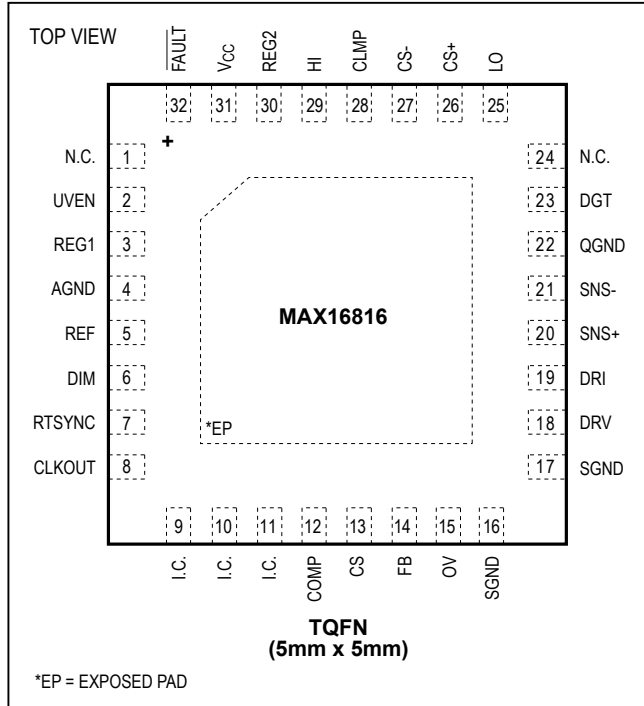 TOP VIEW
FAULT
VCC
REG2
HI
CLMP
CS-
CS+
LO
32 31 30 29 28 27 26 25
+
N.C. 1
UVEN 2
REG1 3
AGND 4
REF 5
DIM 6
RTSYNC 7
CLKOUT 8
MAX16816
*EP
24 N.C.
23 DGT
22 QGND
21 SNS-
20 SNS+
19 DRI
18 DRV
17 SGND
9 10 11 12 13 14 15 16
I.C.
I.C.
I.C.
COMP
CS
FB
OV
SGND
TQFN
(5mm x 5mm)
*EP = EXPOSED PAD